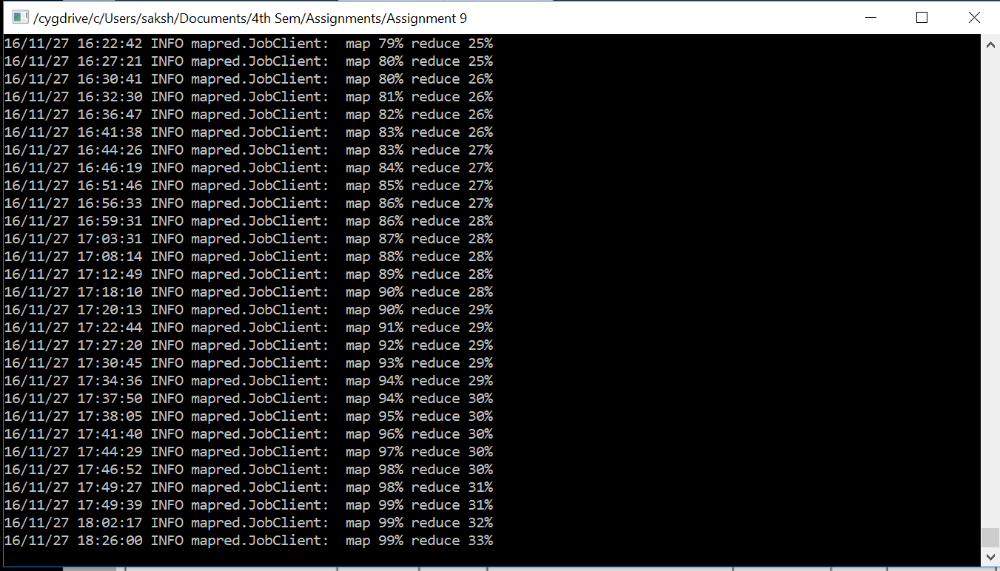 /cygdrive/c/Users/saksh/Documents/4th Sem/Assignments/Assignment 9
16/11/27 16:22:42 INFO mapred.JobClient:  map 79% reduce 25%
16/11/27 16:27:21 INFO mapred.JobClient:  map 80% reduce 25%
16/11/27 16:30:41 INFO mapred.JobClient:  map 80% reduce 26%
16/11/27 16:32:30 INFO mapred.JobClient:  map 81% reduce 26%
16/11/27 16:36:47 INFO mapred.JobClient:  map 82% reduce 26%
16/11/27 16:41:38 INFO mapred.JobClient:  map 83% reduce 26%
16/11/27 16:44:26 INFO mapred.JobClient:  map 83% reduce 27%
16/11/27 16:46:19 INFO mapred.JobClient:  map 84% reduce 27%
16/11/27 16:51:46 INFO mapred.JobClient:  map 85% reduce 27%
16/11/27 16:56:33 INFO mapred.JobClient:  map 86% reduce 27%
16/11/27 16:59:31 INFO mapred.JobClient:  map 86% reduce 28%
16/11/27 17:03:31 INFO mapred.JobClient:  map 87% reduce 28%
16/11/27 17:08:14 INFO mapred.JobClient:  map 88% reduce 28%
16/11/27 17:12:49 INFO mapred.JobClient:  map 89% reduce 28%
16/11/27 17:18:10 INFO mapred.JobClient:  map 90% reduce 28%
16/11/27 17:20:13 INFO mapred.JobClient:  map 90% reduce 29%
16/11/27 17:22:44 INFO mapred.JobClient:  map 91% reduce 29%
16/11/27 17:27:20 INFO mapred.JobClient:  map 92% reduce 29%
16/11/27 17:30:45 INFO mapred.JobClient:  map 93% reduce 29%
16/11/27 17:34:36 INFO mapred.JobClient:  map 94% reduce 29%
16/11/27 17:37:50 INFO mapred.JobClient:  map 94% reduce 30%
16/11/27 17:38:05 INFO mapred.JobClient:  map 95% reduce 30%
16/11/27 17:41:40 INFO mapred.JobClient:  map 96% reduce 30%
16/11/27 17:44:29 INFO mapred.JobClient:  map 97% reduce 30%
16/11/27 17:46:52 INFO mapred.JobClient:  map 98% reduce 30%
16/11/27 17:49:27 INFO mapred.JobClient:  map 98% reduce 31%
16/11/27 17:49:39 INFO mapred.JobClient:  map 99% reduce 31%
16/11/27 18:02:17 INFO mapred.JobClient:  map 99% reduce 32%
16/11/27 18:26:00 INFO mapred.JobClient:  map 99% reduce 33%